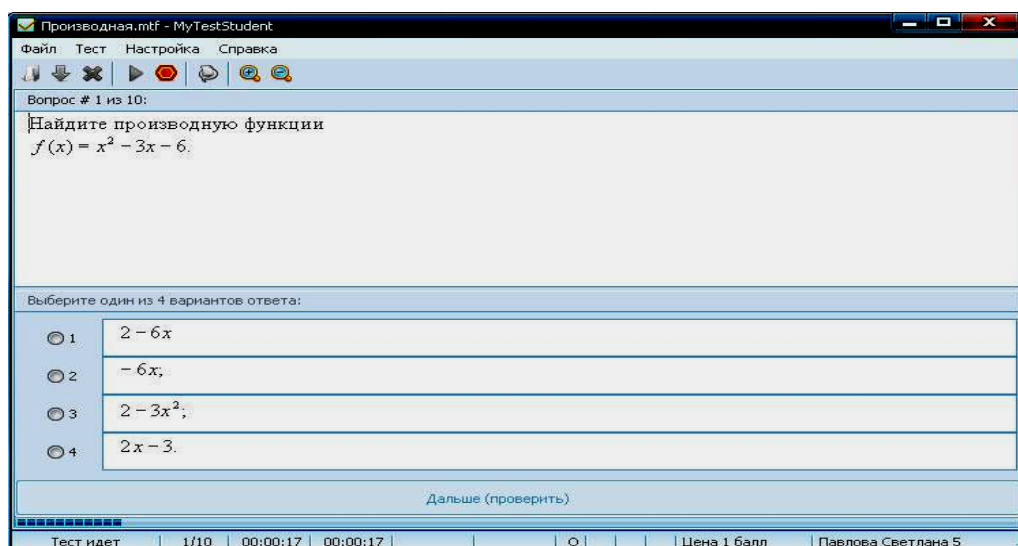 Производная.mtf - MyTestStudent
Файл Тест Настройка Справка
Вопрос # 1 из 10:
Найдите производную функции
f(x) = x² − 3x − 6.
Выберите один из 4 вариантов ответа:
1 2 − 6x
2 − 6x;
3 2 − 3x²;
4 2x − 3.
Дальше (проверить)
Тест идет 1/10 00:00:17 00:00:17 О Цена 1 балл Павлова Светлана 5